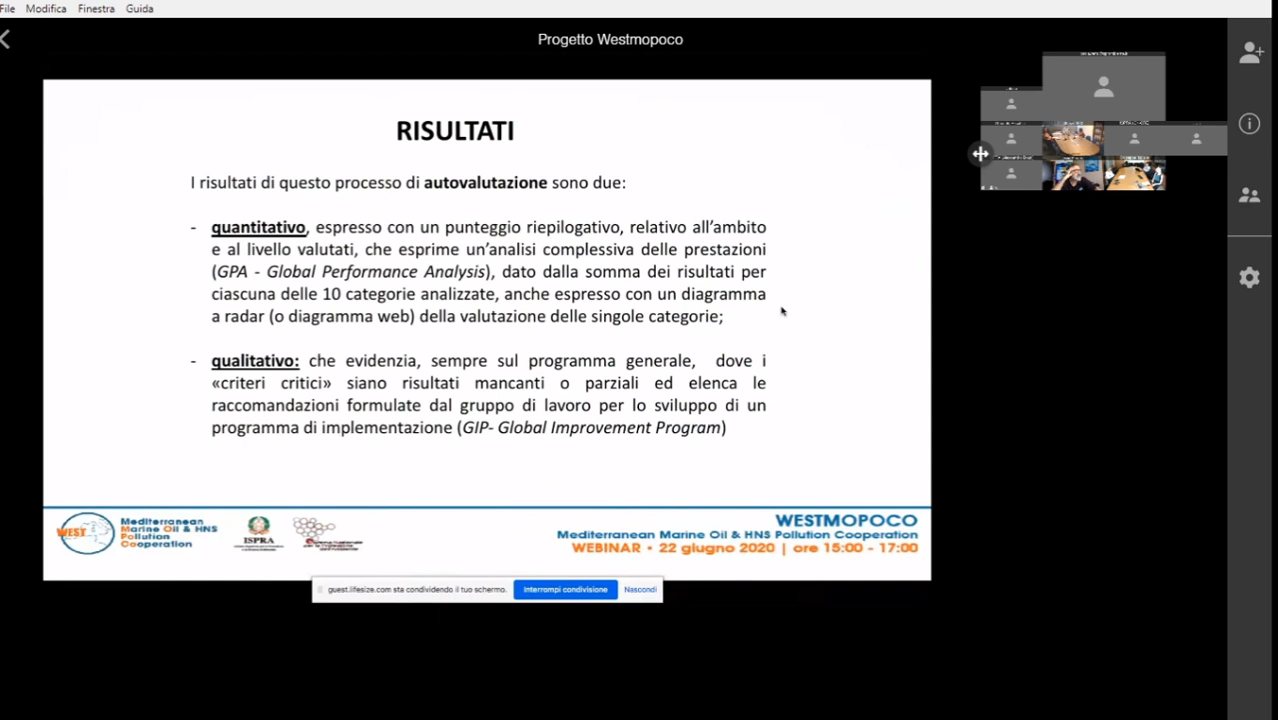 File Modifica Finestra Guida
Progetto Westmopoco
RISULTATI
I risultati di questo processo di autovalutazione sono due:
- quantitativo, espresso con un punteggio riepilogativo, relativo all'ambito
e al livello valutati, che esprime un'analisi complessiva delle prestazioni
(GPA - Global Performance Analysis), dato dalla somma dei risultati per
ciascuna delle 10 categorie analizzate, anche espresso con un diagramma
a radar (o diagramma web) della valutazione delle singole categorie;
- qualitativo: che evidenzia, sempre sul programma generale, dove i
«criteri critici» siano risultati mancanti o parziali ed elenca le
raccomandazioni formulate dal gruppo di lavoro per lo sviluppo di un
programma di implementazione (GIP- Global Improvement Program)
WEST
Mediterranean
Marine Oil & HNS
Pollution
Cooperation
ISPRA
WESTMOPOCO
Mediterranean Marine Oil & HNS Pollution Cooperation
WEBINAR • 22 giugno 2020 | ore 15:00 - 17:00
guest.lifesize.com sta condividendo il tuo schermo.
Interrompi condivisione
Nascondi